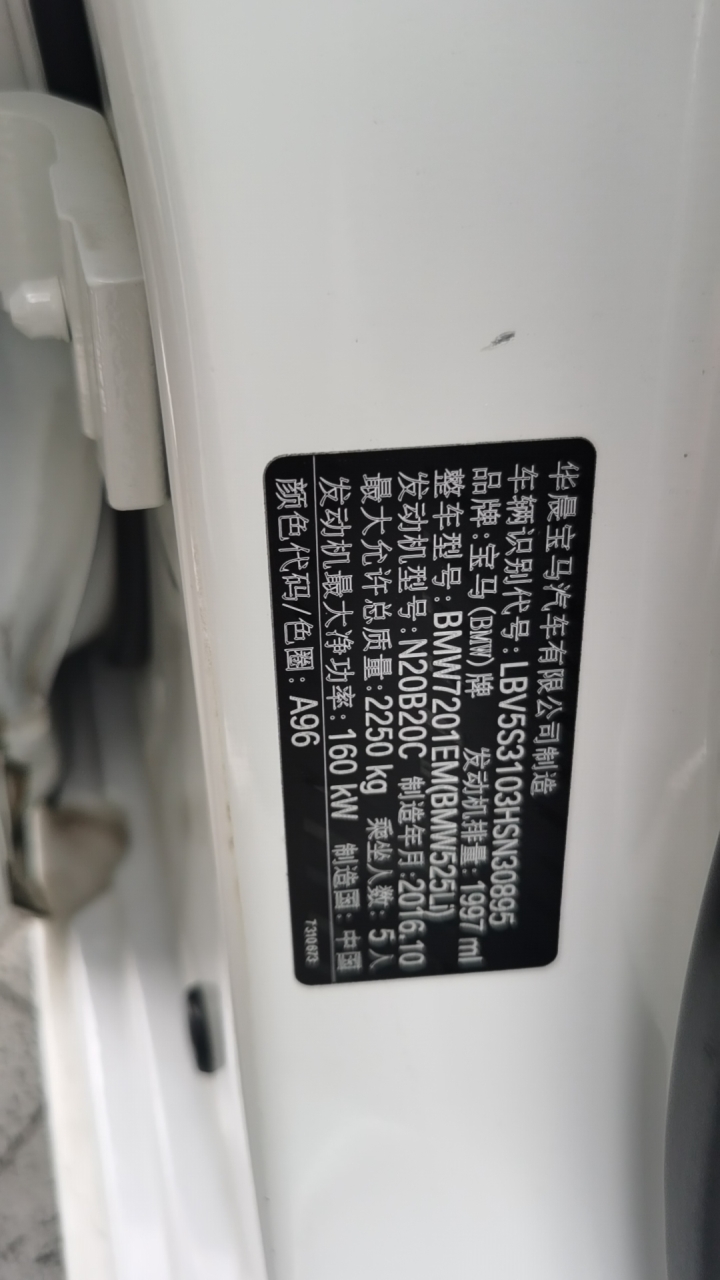 华晨宝马汽车有限公司制造
车辆识别代号:LBV5S3103HSN30895
品牌:宝马(BMW)牌 发动机排量:1997 ml
整车型号:BMW7201EM(BMW525Li)
发动机型号:N20B20C 制造年月:2016.10
最大允许总质量:2250 kg 乘坐人数: 5人
发动机最大净功率:160 kW 制造国:中国
颜色代码/色圈: A96
7310673